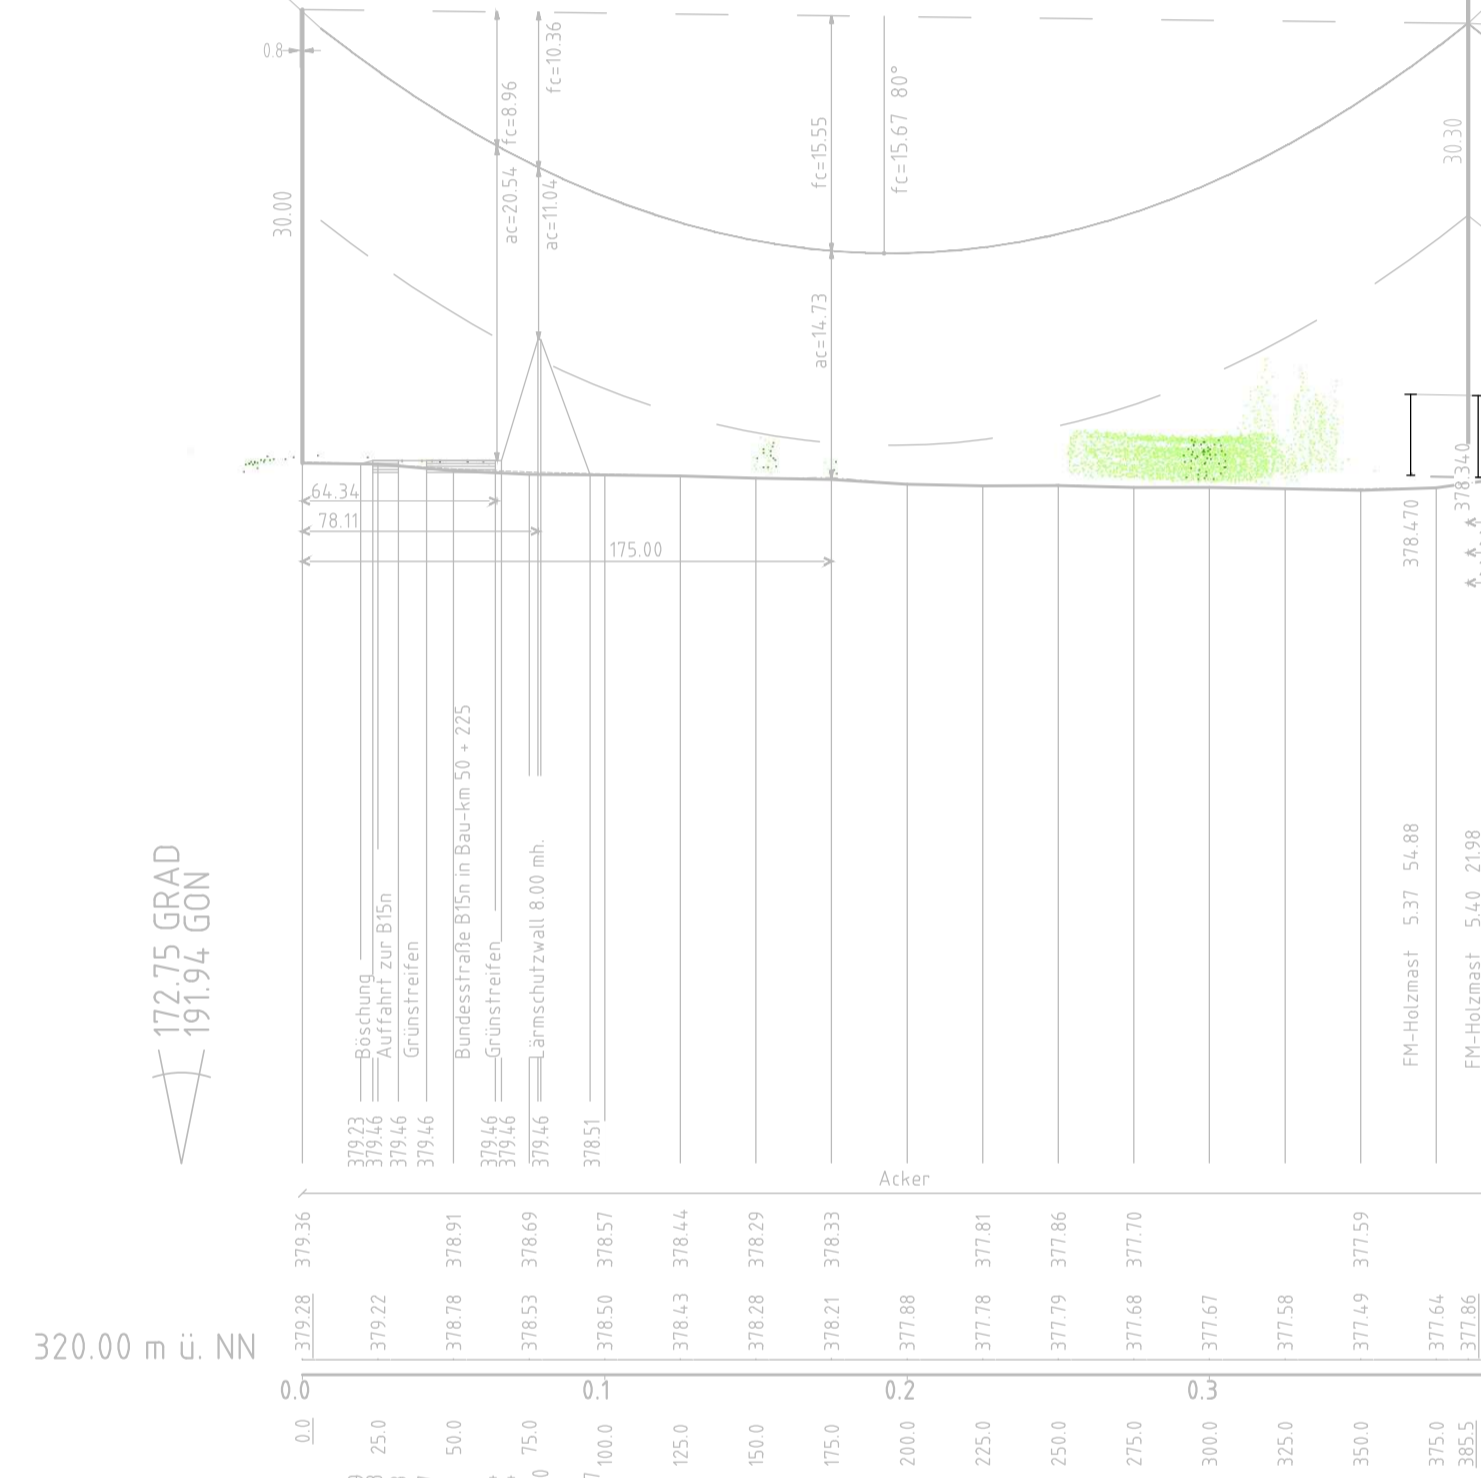 0.8
30.00
fc=8.96
ac=20.54
fc=10.36
ac=11.04
fc=15.55
ac=14.73
fc=15.67 80°
30.30
64.34
78.11
175.00
378.470
378.340
172.75 GRAD
191.94 GON
Böschung
Auffahrt zur B15n
Grünstreifen
Bundesstraße B15n in Bau-km 50 + 225
Grünstreifen
Lärmschutzwall 8.00 mh.
FM-Holzmast 5.37 54.88
FM-Holzmast 5.40 21.98
379.23
379.46
379.46
379.46
379.46
379.46
379.46
378.51
Acker
379.36 378.91 378.69 378.57 378.44 378.29 378.33 377.81 377.86 377.70 377.59
379.28 379.22 378.78 378.53 378.50 378.43 378.28 378.21 377.88 377.78 377.79 377.68 377.67 377.58 377.49 377.64 377.86
320.00 m ü. NN
0.0 0.1 0.2 0.3
0.0 25.0 50.0 75.0 100.0 125.0 150.0 175.0 200.0 225.0 250.0 275.0 300.0 325.0 350.0 375.0 385.5